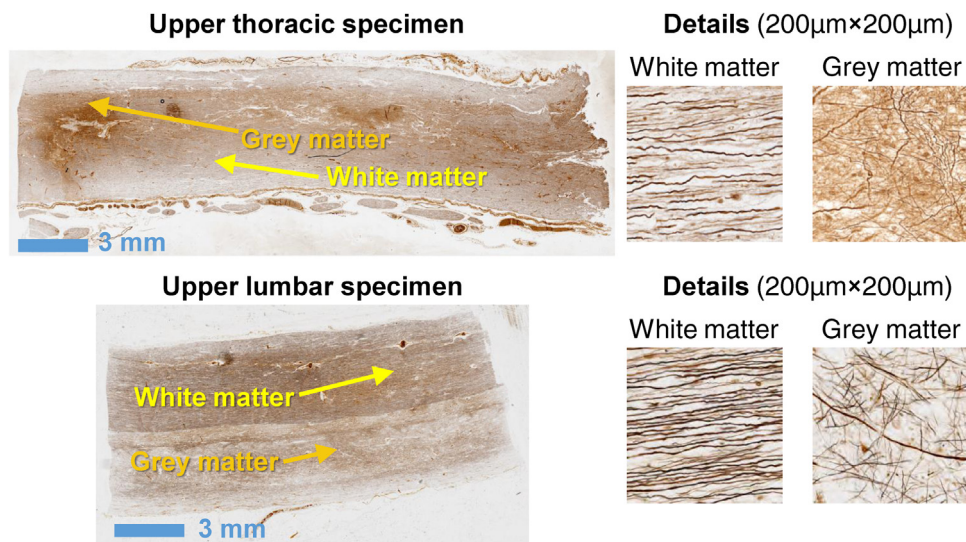 Upper thoracic specimen
Details (200µm×200µm)
White matter
Grey matter
Grey matter
White matter
3 mm
Upper lumbar specimen
Details (200µm×200µm)
White matter
Grey matter
White matter
Grey matter
3 mm